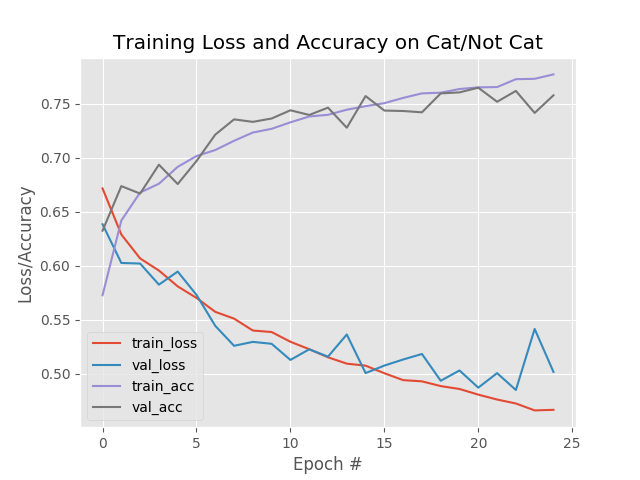 Training Loss and Accuracy on Cat/Not Cat
Loss/Accuracy
0.75
0.70
0.65
0.60
0.55
0.50
train_loss
val_loss
train_acc
val_acc
0 5 10 15 20 25
Epoch #